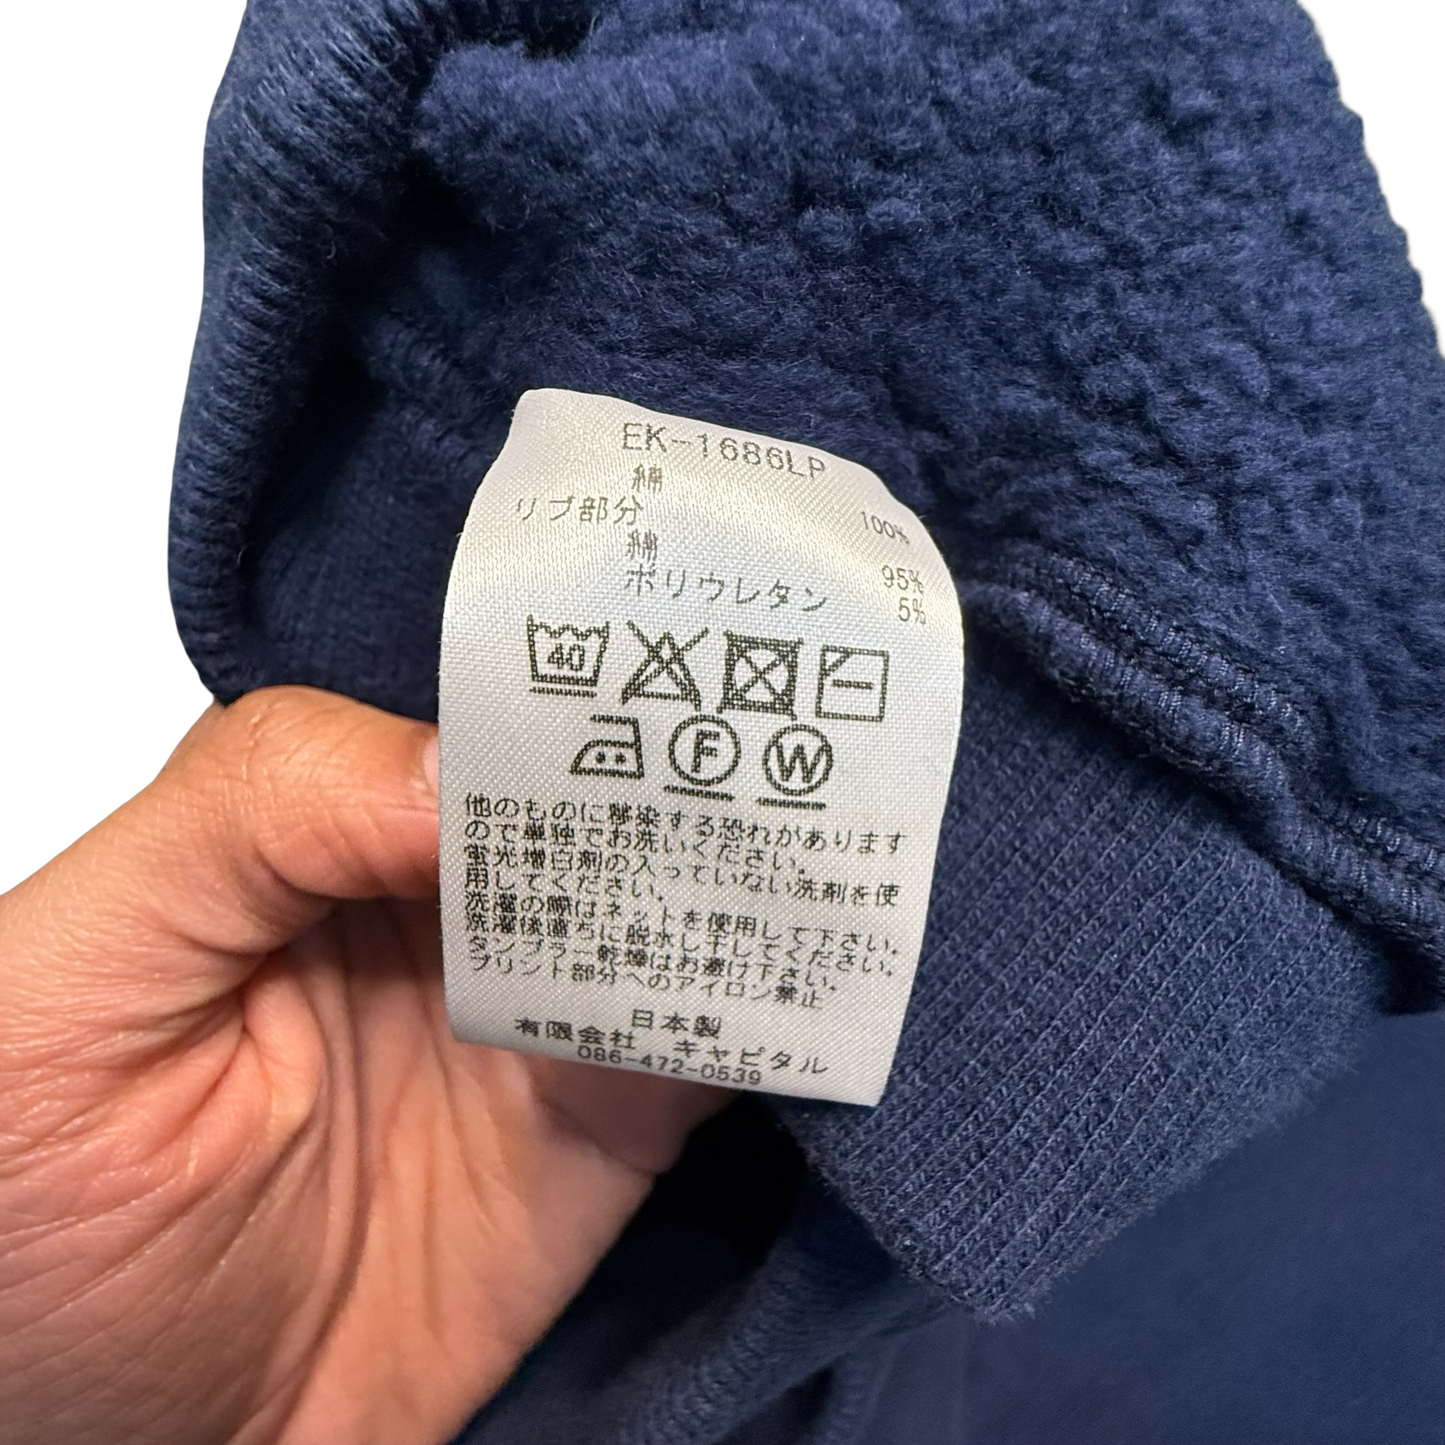 EK-1686LP
綿 100%
リブ部分
綿 95%
ポリウレタン 5%
40
F W
他のものに移染する恐れがあります
ので単独でお洗いください。
蛍光増白剤の入っていない洗剤を使
用してください。
洗濯の際はネットを使用して下さい。
洗濯後直ちに脱水し干してください。
タンブラー乾燥はお避け下さい。
プリント部分へのアイロン禁止
日本製
有限会社 キャピタル
086-472-0539